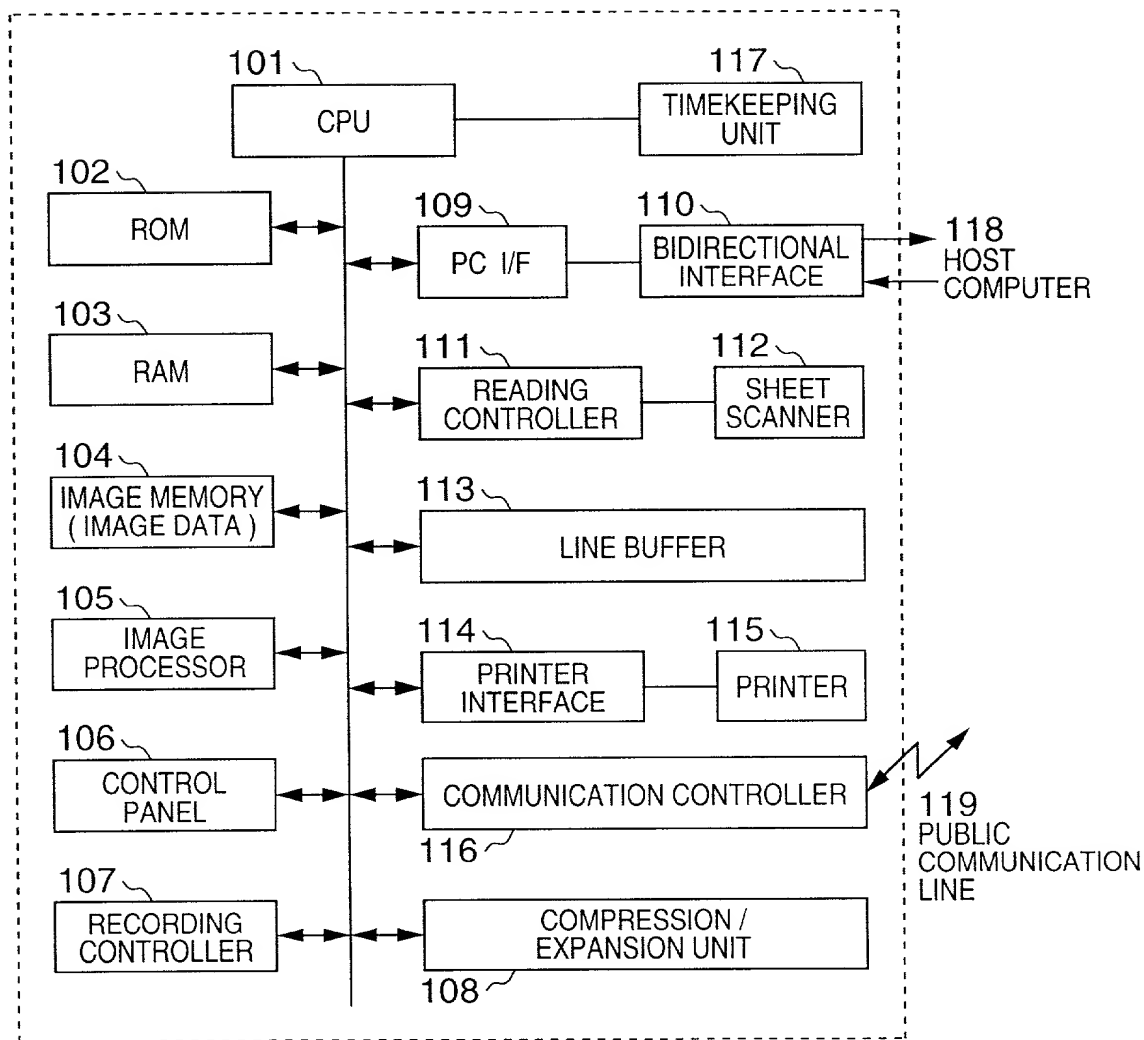 101
CPU
117
TIMEKEEPING
UNIT
102
ROM
109
PC I/F
110
BIDIRECTIONAL
INTERFACE
118
HOST
COMPUTER
103
RAM
111
READING
CONTROLLER
112
SHEET
SCANNER
104
IMAGE MEMORY
( IMAGE DATA )
113
LINE BUFFER
105
IMAGE
PROCESSOR
114
PRINTER
INTERFACE
115
PRINTER
106
CONTROL
PANEL
COMMUNICATION CONTROLLER
116
119
PUBLIC
COMMUNICATION
LINE
107
RECORDING
CONTROLLER
COMPRESSION /
EXPANSION UNIT
108